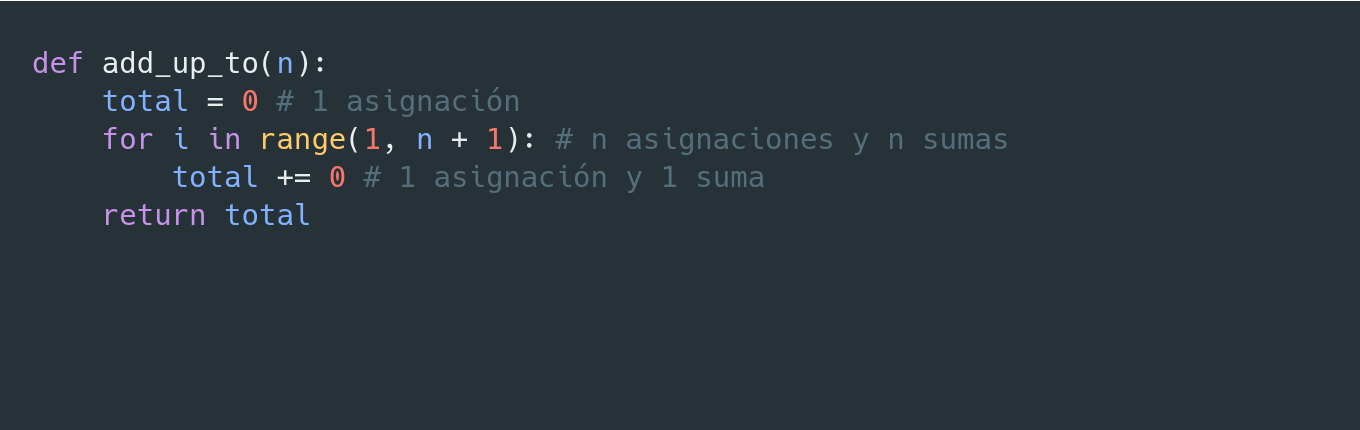 def add_up_to(n):
    total = 0 # 1 asignación
    for i in range(1, n + 1): # n asignaciones y n sumas
        total += 0 # 1 asignación y 1 suma
    return total